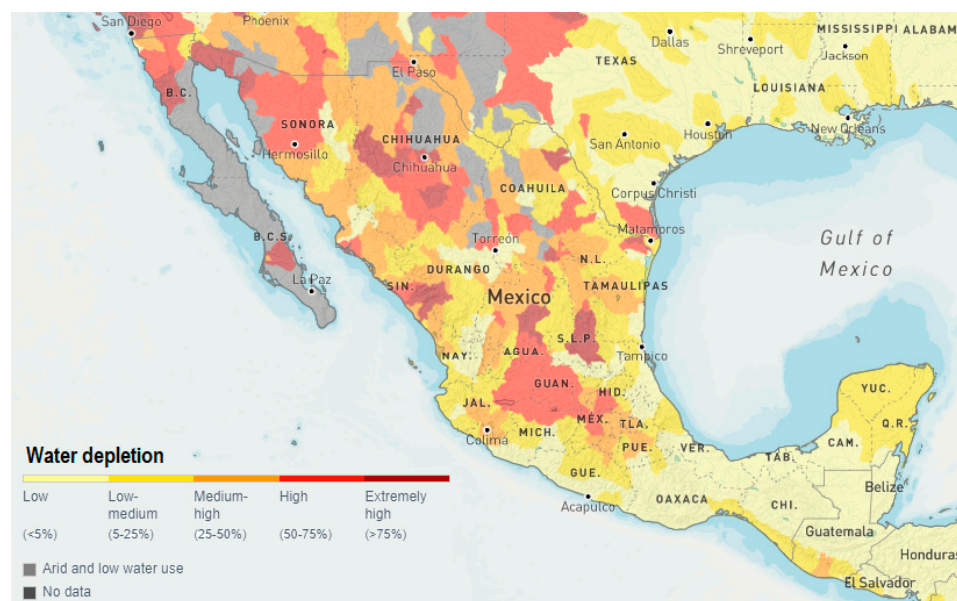 San Diego
Phoenix
MISSISSIPPI
ALABAM
Dallas
Shreveport
Jackson
TEXAS
El Paso
B.C.
LOUISIANA
SONORA
New Orleans
Houston
CHIHUAHUA
San Antonio
Hermosillo
Chihuahua
COAHUILA
Corpus Christi
Matamoros
B.C.S.
Torreón
Gulf of
Mexico
N.L.
DURANGO
La Paz
SIN.
Mexico
TAMAULIPAS
S.L.P.
NAY.
AGUA.
Tampico
GUAN.
HID.
YUC.
JAL.
MÉX.
TLA.
Q.R.
Colima
MICH.
PUE.
VER.
CAM.
TAB.
GUE.
Belize
Acapulco
OAXACA
CHI.
Guatemala
Honduras
El Salvador
Water depletion
Low
Low-
medium
Medium-
high
High
Extremely
high
(<5%)
(5-25%)
(25-50%)
(50-75%)
(>75%)
Arid and low water use
No data